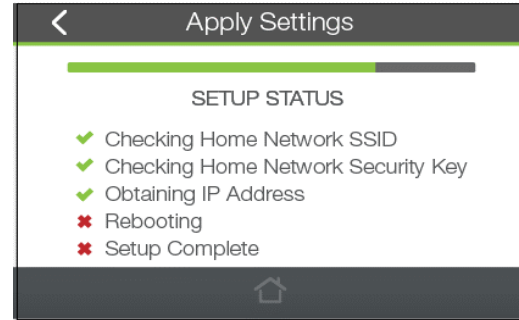 Apply Settings
SETUP STATUS
Checking Home Network SSID
Checking Home Network Security Key
Obtaining IP Address
Rebooting
Setup Complete